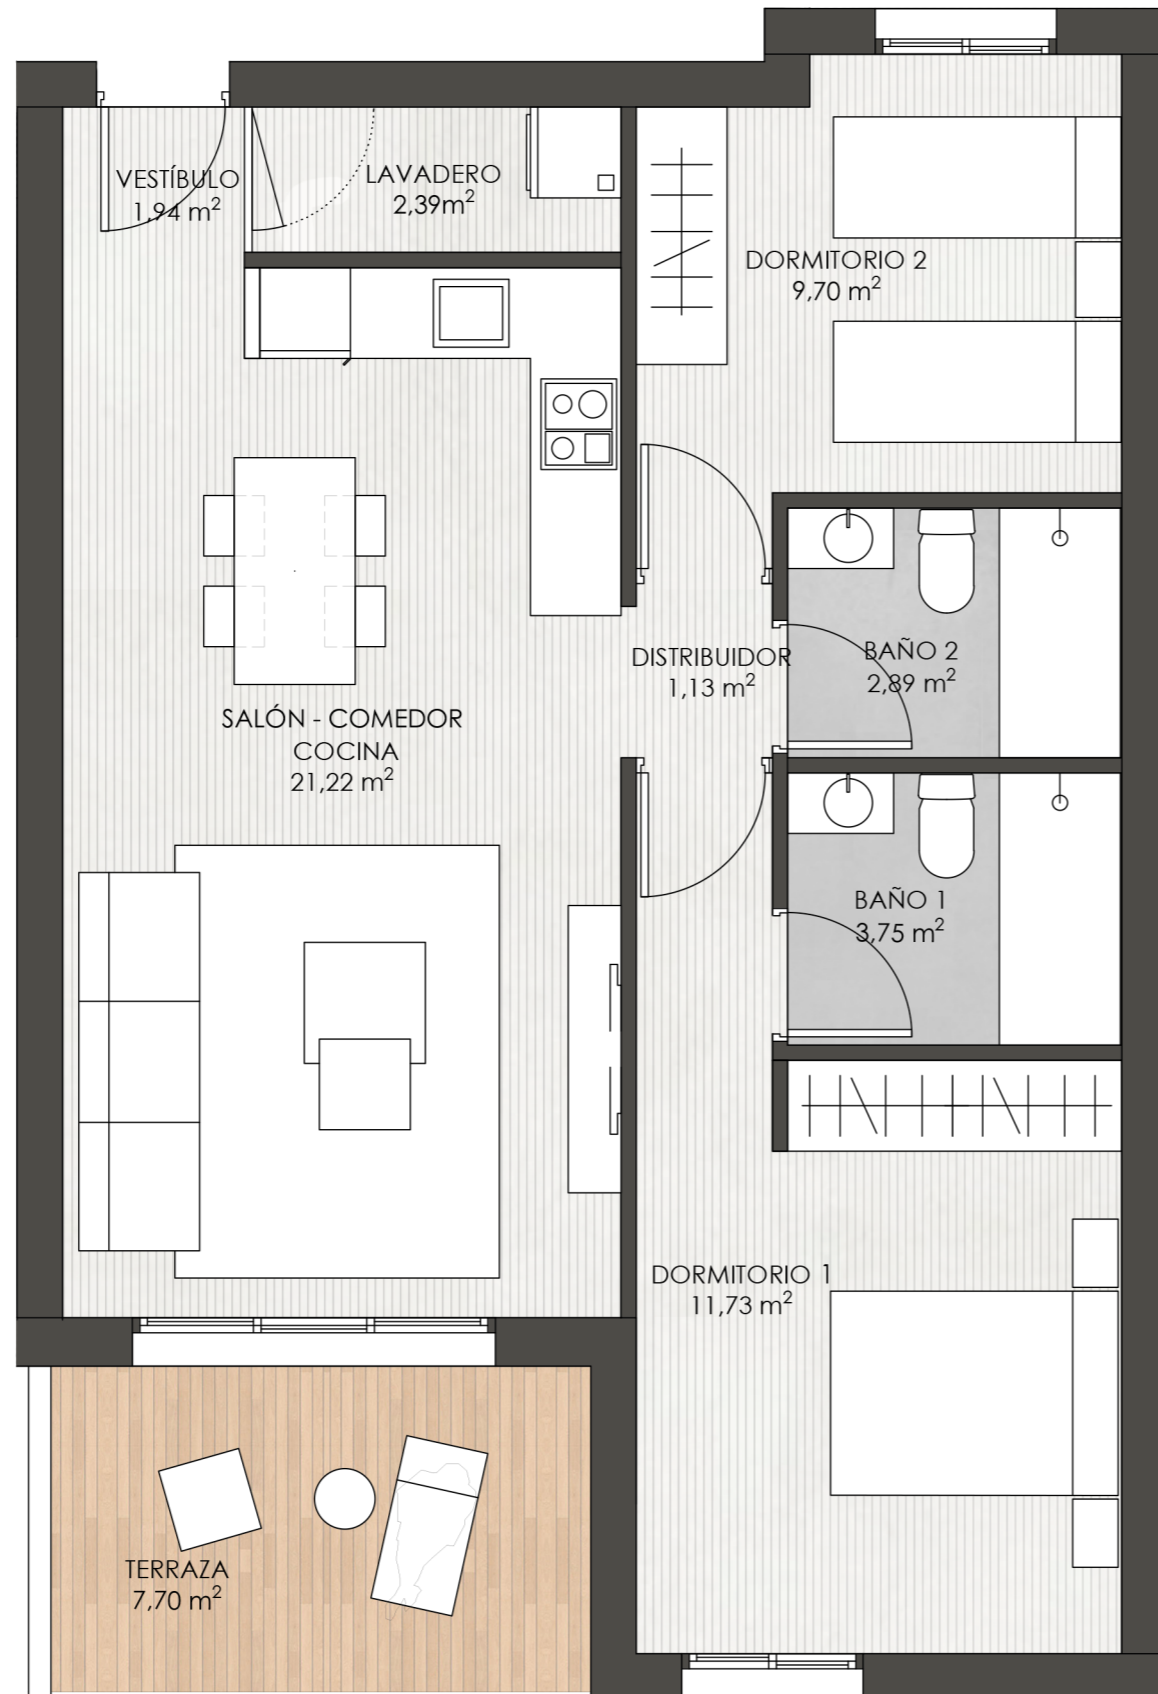 VESTÍBULO
1,94 m²
LAVADERO
2,39m²
DORMITORIO 2
9,70 m²
DISTRIBUIDOR
1,13 m²
BAÑO 2
2,89 m²
SALÓN - COMEDOR
COCINA
21,22 m²
BAÑO 1
3,75 m²
DORMITORIO 1
11,73 m²
TERRAZA
7,70 m²